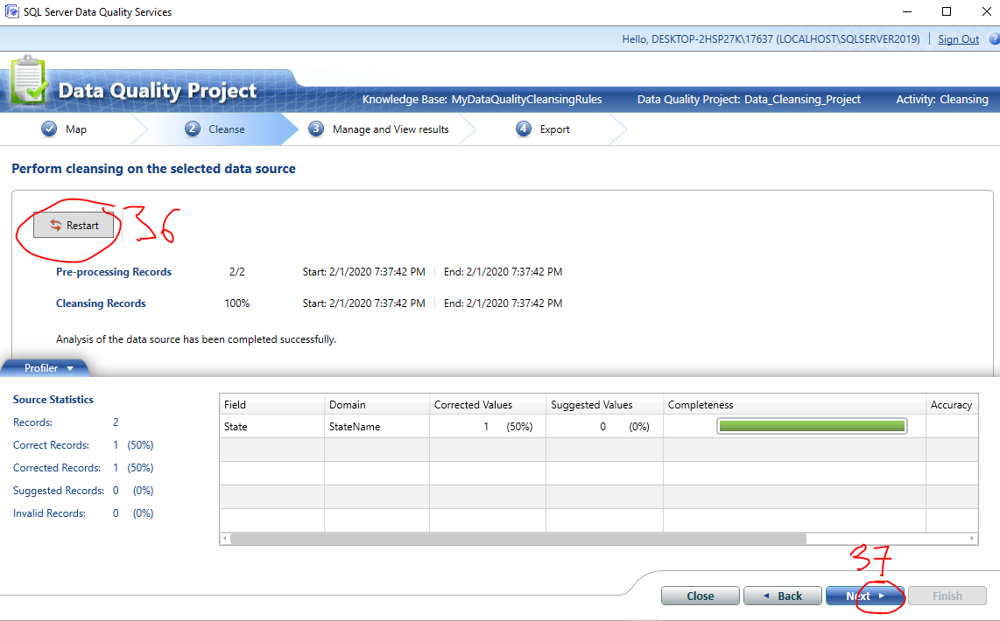 SQL Server Data Quality Services
Hello, DESKTOP-2HSP27K\17637 (LOCALHOST\SQLSERVER2019) Sign Out ?
Data Quality Project
Knowledge Base: MyDataQualityCleansingRules Data Quality Project: Data_Cleansing_Project Activity: Cleansing
Map 2 Cleanse 3 Manage and View results 4 Export
Perform cleansing on the selected data source
Restart 36
Pre-processing Records 2/2 Start: 2/1/2020 7:37:42 PM End: 2/1/2020 7:37:42 PM
Cleansing Records 100% Start: 2/1/2020 7:37:42 PM End: 2/1/2020 7:37:42 PM
Analysis of the data source has been completed successfully.
Profiler
Source Statistics
Records: 2
Correct Records: 1 (50%)
Corrected Records: 1 (50%)
Suggested Records: 0 (0%)
Invalid Records: 0 (0%)
Field Domain Corrected Values Suggested Values Completeness Accuracy
State StateName 1 (50%) 0 (0%)
37
Close Back Next Finish